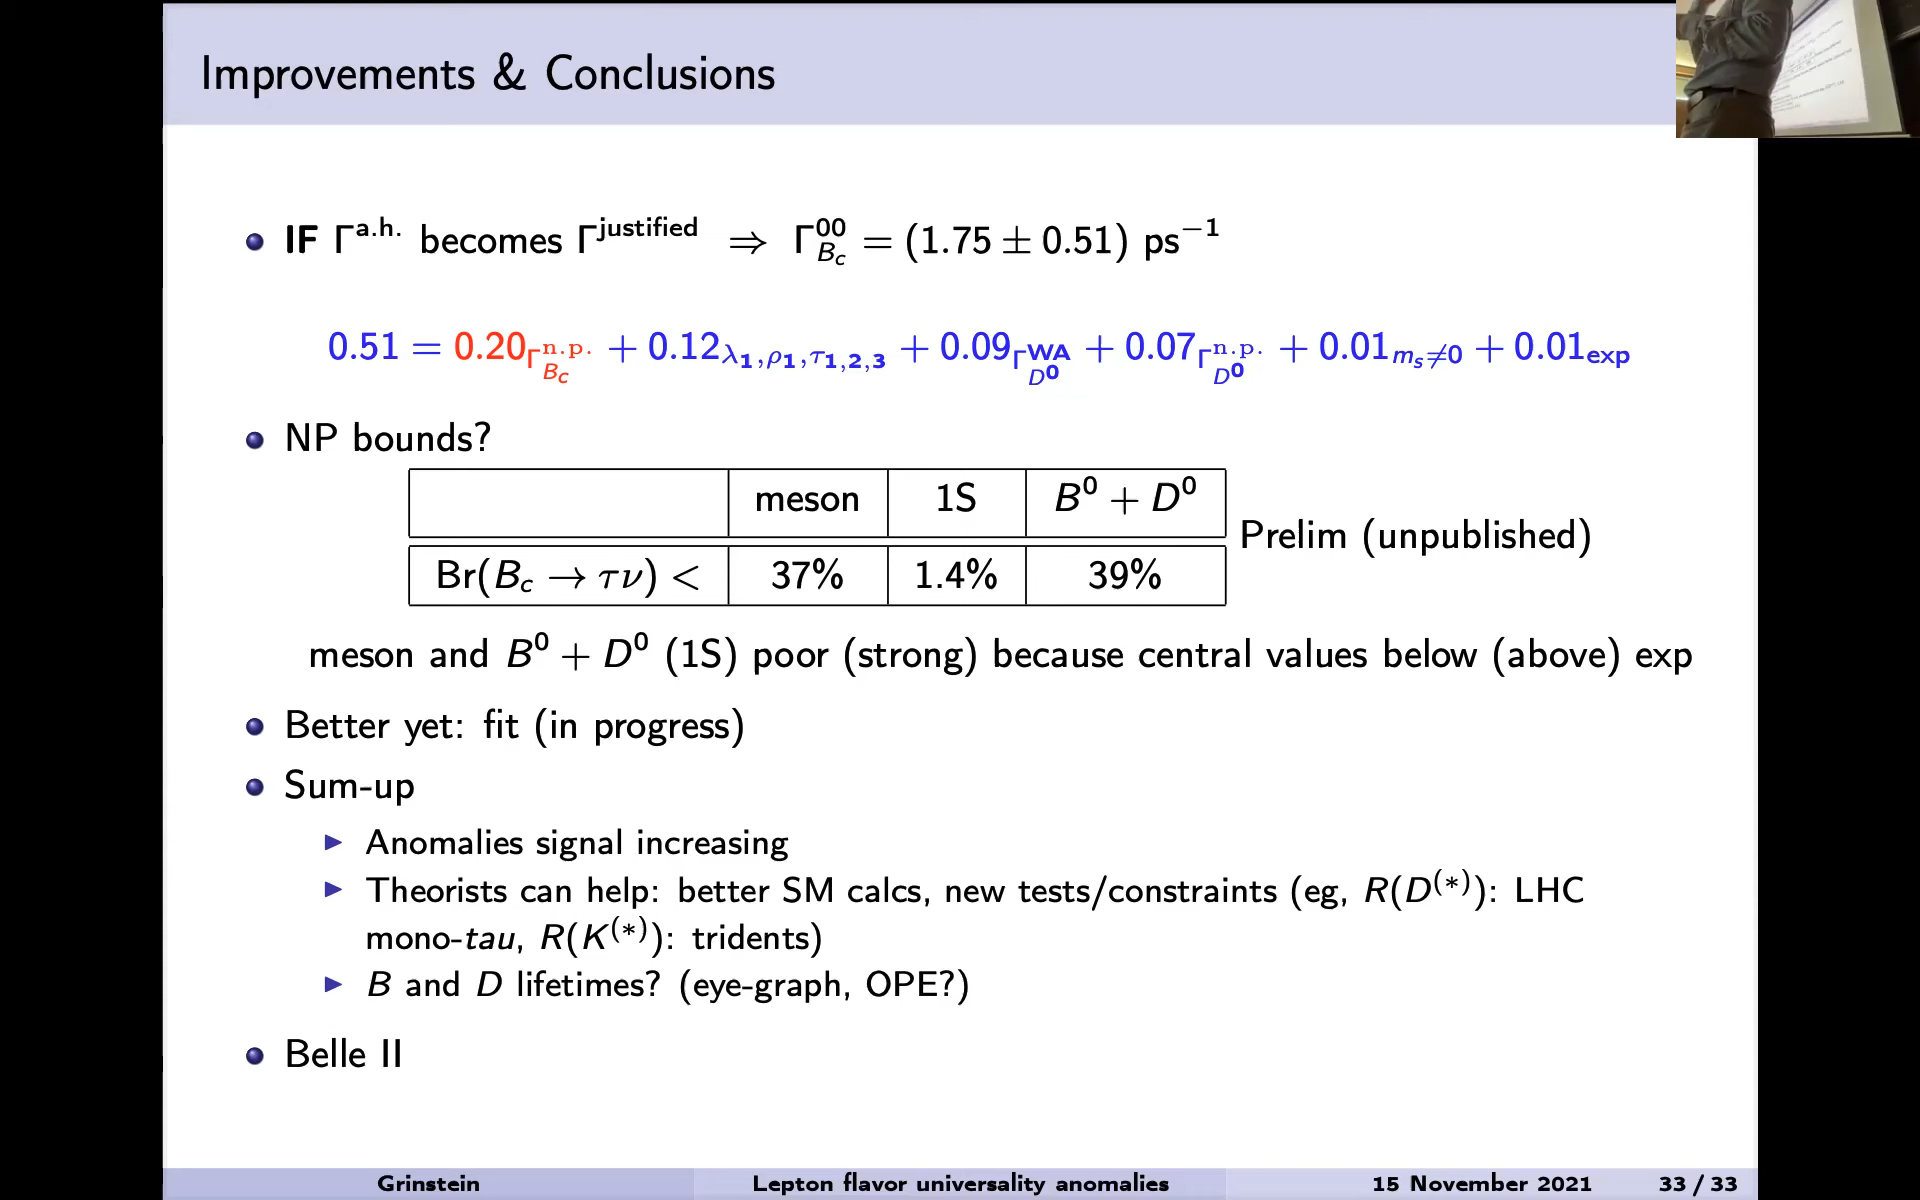 Improvements & Conclusions
IF Γ^a.h. becomes Γ^justified ⇒ Γ^00_Bc = (1.75 ± 0.51) ps^−1
0.51 = 0.20_Γ^n.p._Bc + 0.12_λ1,ρ1,τ1,2,3 + 0.09_Γ^WA_D^0 + 0.07_Γ^n.p._D^0 + 0.01_ms≠0 + 0.01_exp
NP bounds?
meson 1S B^0 + D^0
Prelim (unpublished)
Br(B_c → τν) < 37% 1.4% 39%
meson and B^0 + D^0 (1S) poor (strong) because central values below (above) exp
Better yet: fit (in progress)
Sum-up
Anomalies signal increasing
Theorists can help: better SM calcs, new tests/constraints (eg, R(D^(∗)): LHC
mono-tau, R(K^(∗)): tridents)
B and D lifetimes? (eye-graph, OPE?)
Belle II
Grinstein Lepton flavor universality anomalies 15 November 2021 33 / 33